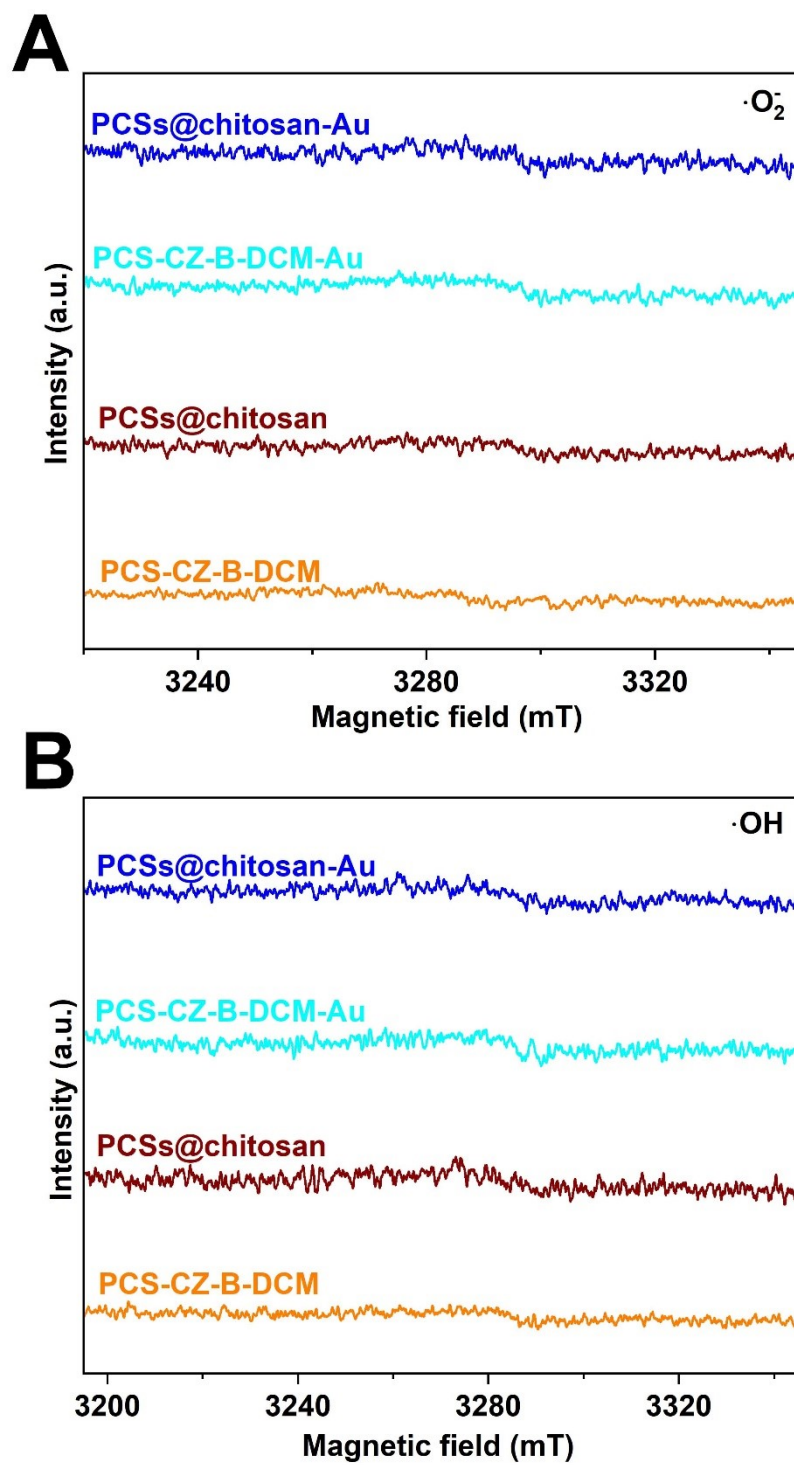 A
·O₂⁻
PCSs@chitosan-Au
PCS-CZ-B-DCM-Au
PCSs@chitosan
PCS-CZ-B-DCM
Intensity (a.u.)
3240 3280 3320
Magnetic field (mT)
B
·OH
PCSs@chitosan-Au
PCS-CZ-B-DCM-Au
PCSs@chitosan
PCS-CZ-B-DCM
Intensity (a.u.)
3200 3240 3280 3320
Magnetic field (mT)